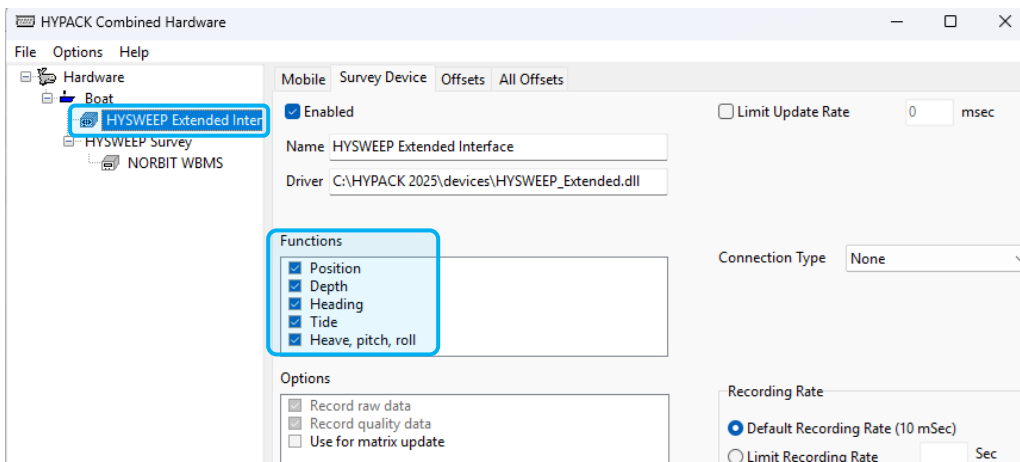 HYPACK Combined Hardware
File Options Help
Hardware
Boat
HYSWEEP Extended Inter
HYSWEEP Survey
NORBIT WBMS
Mobile Survey Device Offsets All Offsets
Enabled
Limit Update Rate 0 msec
Name HYSWEEP Extended Interface
Driver C:\HYPACK 2025\devices\HYSWEEP_Extended.dll
Functions
Position
Depth
Heading
Tide
Heave, pitch, roll
Connection Type None
Options
Record raw data
Record quality data
Use for matrix update
Recording Rate
Default Recording Rate (10 mSec)
Limit Recording Rate Sec